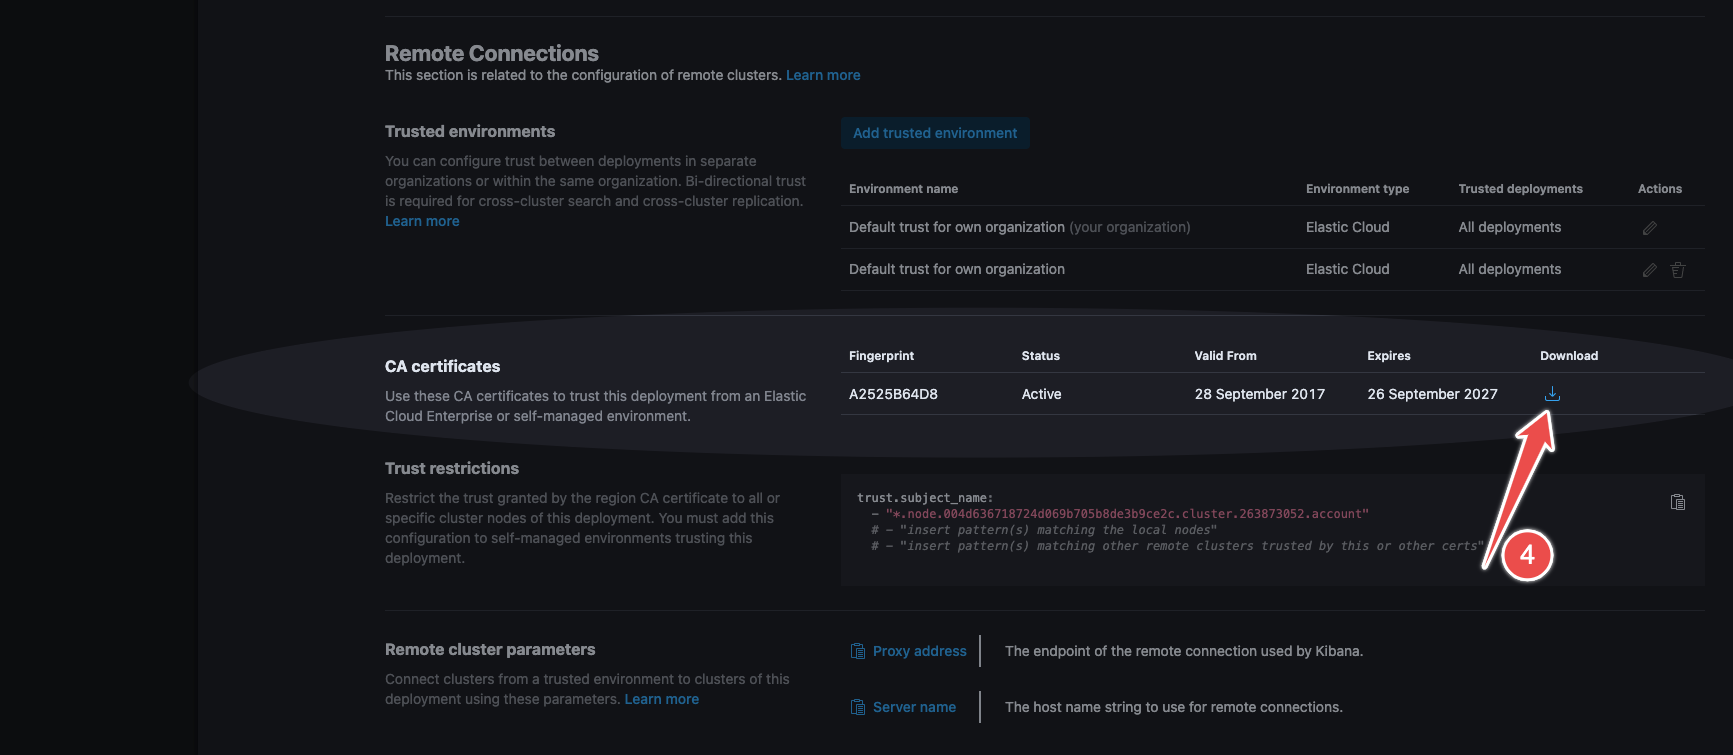 Remote Connections
This section is related to the configuration of remote clusters. Learn more
Trusted environments
You can configure trust between deployments in separate
organizations or within the same organization. Bi-directional trust
is required for cross-cluster search and cross-cluster replication.
Learn more
Add trusted environment
Environment name Environment type Trusted deployments Actions
Default trust for own organization (your organization) Elastic Cloud All deployments
Default trust for own organization Elastic Cloud All deployments
CA certificates
Use these CA certificates to trust this deployment from an Elastic
Cloud Enterprise or self-managed environment.
Fingerprint Status Valid From Expires Download
A2525B64D8 Active 28 September 2017 26 September 2027
Trust restrictions
Restrict the trust granted by the region CA certificate to all or
specific cluster nodes of this deployment. You must add this
configuration to self-managed environments trusting this
deployment.
trust.subject_name:
- "*.node.004d636718724d069b705b8de3b9ce2c.cluster.263873052.account"
# - "insert pattern(s) matching the local nodes"
# - "insert pattern(s) matching other remote clusters trusted by this or other certs"
4
Remote cluster parameters
Connect clusters from a trusted environment to clusters of this
deployment using these parameters. Learn more
Proxy address The endpoint of the remote connection used by Kibana.
Server name The host name string to use for remote connections.